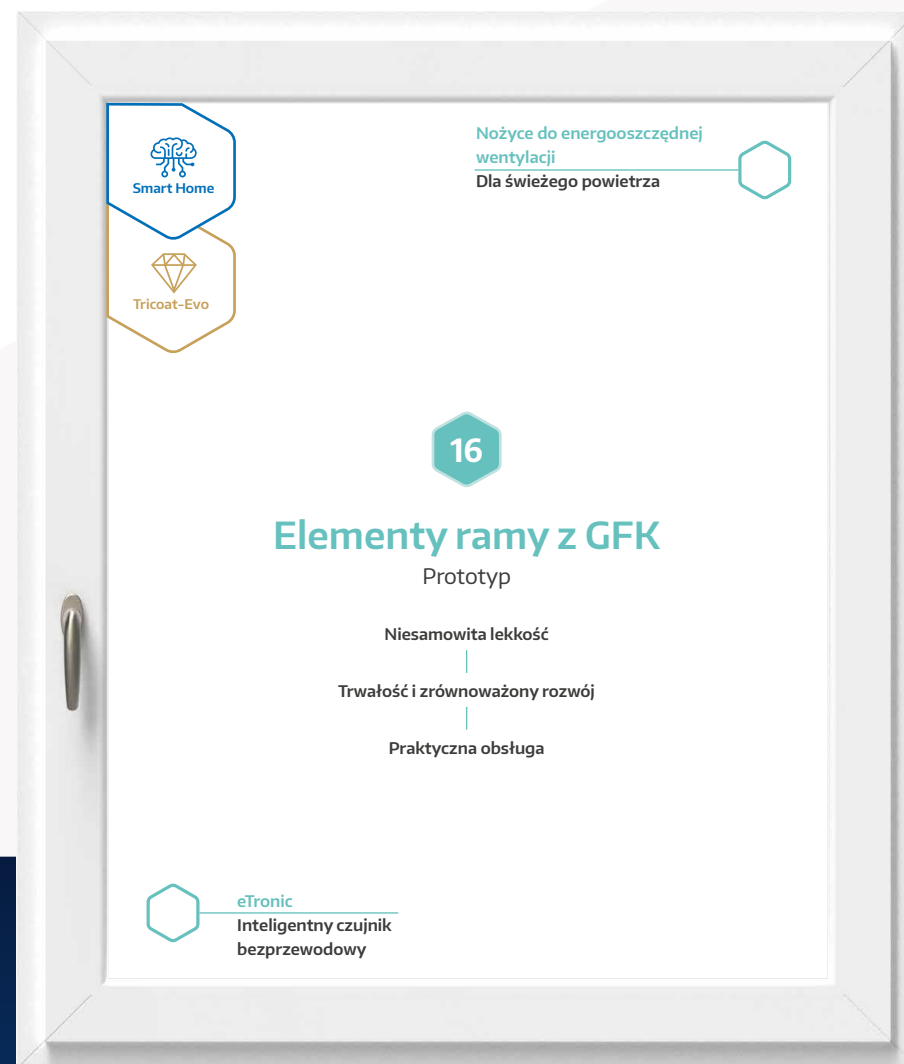 Smart Home
Tricoat-Evo
Nożyce do energooszczędnej
wentylacji
Dla świeżego powietrza
16
Elementy ramy z GFK
Prototyp
Niesamowita lekkość
Trwałość i zrównoważony rozwój
Praktyczna obsługa
eTronic
Inteligentny czujnik
bezprzewodowy